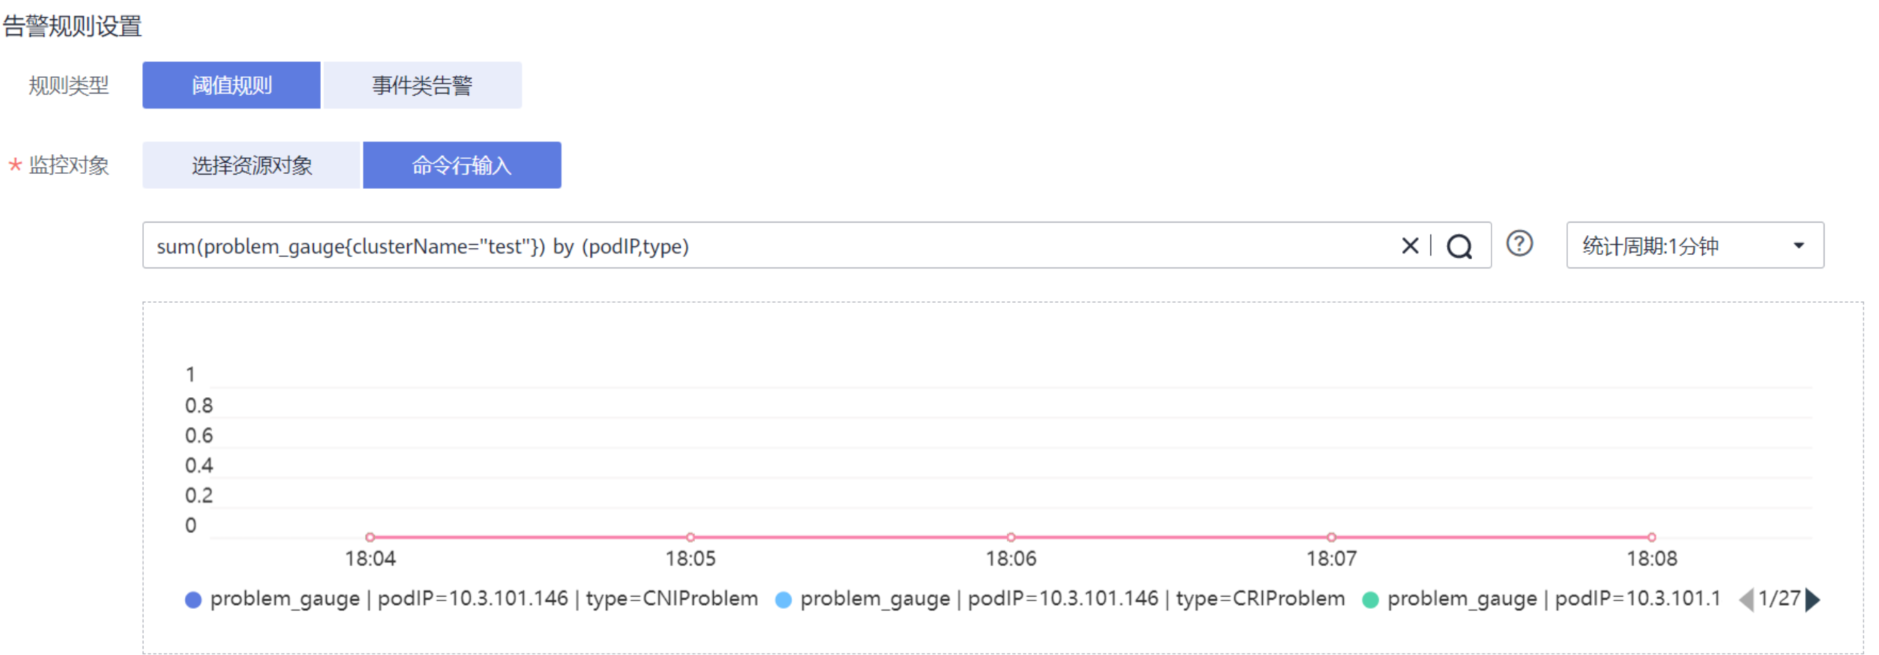 告警规则设置
规则类型 阈值规则 事件类告警
* 监控对象 选择资源对象 命令行输入
sum(problem_gauge{clusterName="test"}) by (podIP,type) 统计周期:1分钟
1
0.8
0.6
0.4
0.2
0
18:04 18:05 18:06 18:07 18:08
problem_gauge | podIP=10.3.101.146 | type=CNIProblem problem_gauge | podIP=10.3.101.146 | type=CRIProblem problem_gauge | podIP=10.3.101.1 1/27